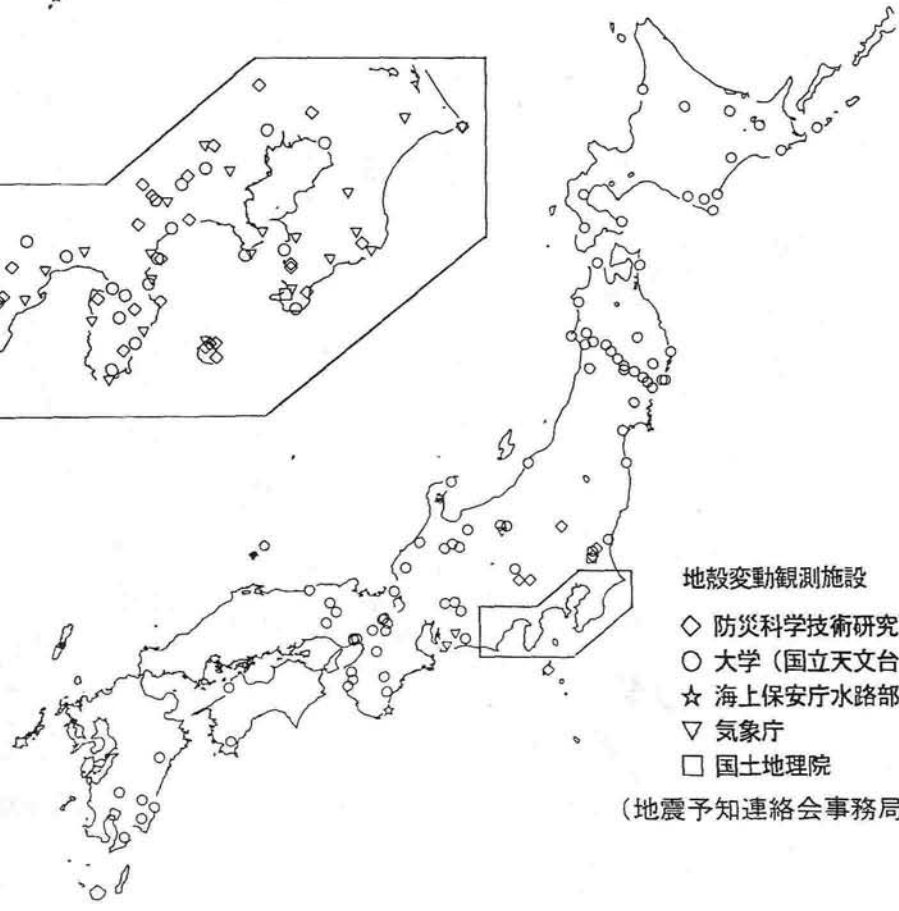 地殻変動観測施設
◇ 防災科学技術研究
○ 大学（国立天文台
☆ 海上保安庁水路部
▽ 気象庁
□ 国土地理院
（地震予知連絡会事務局